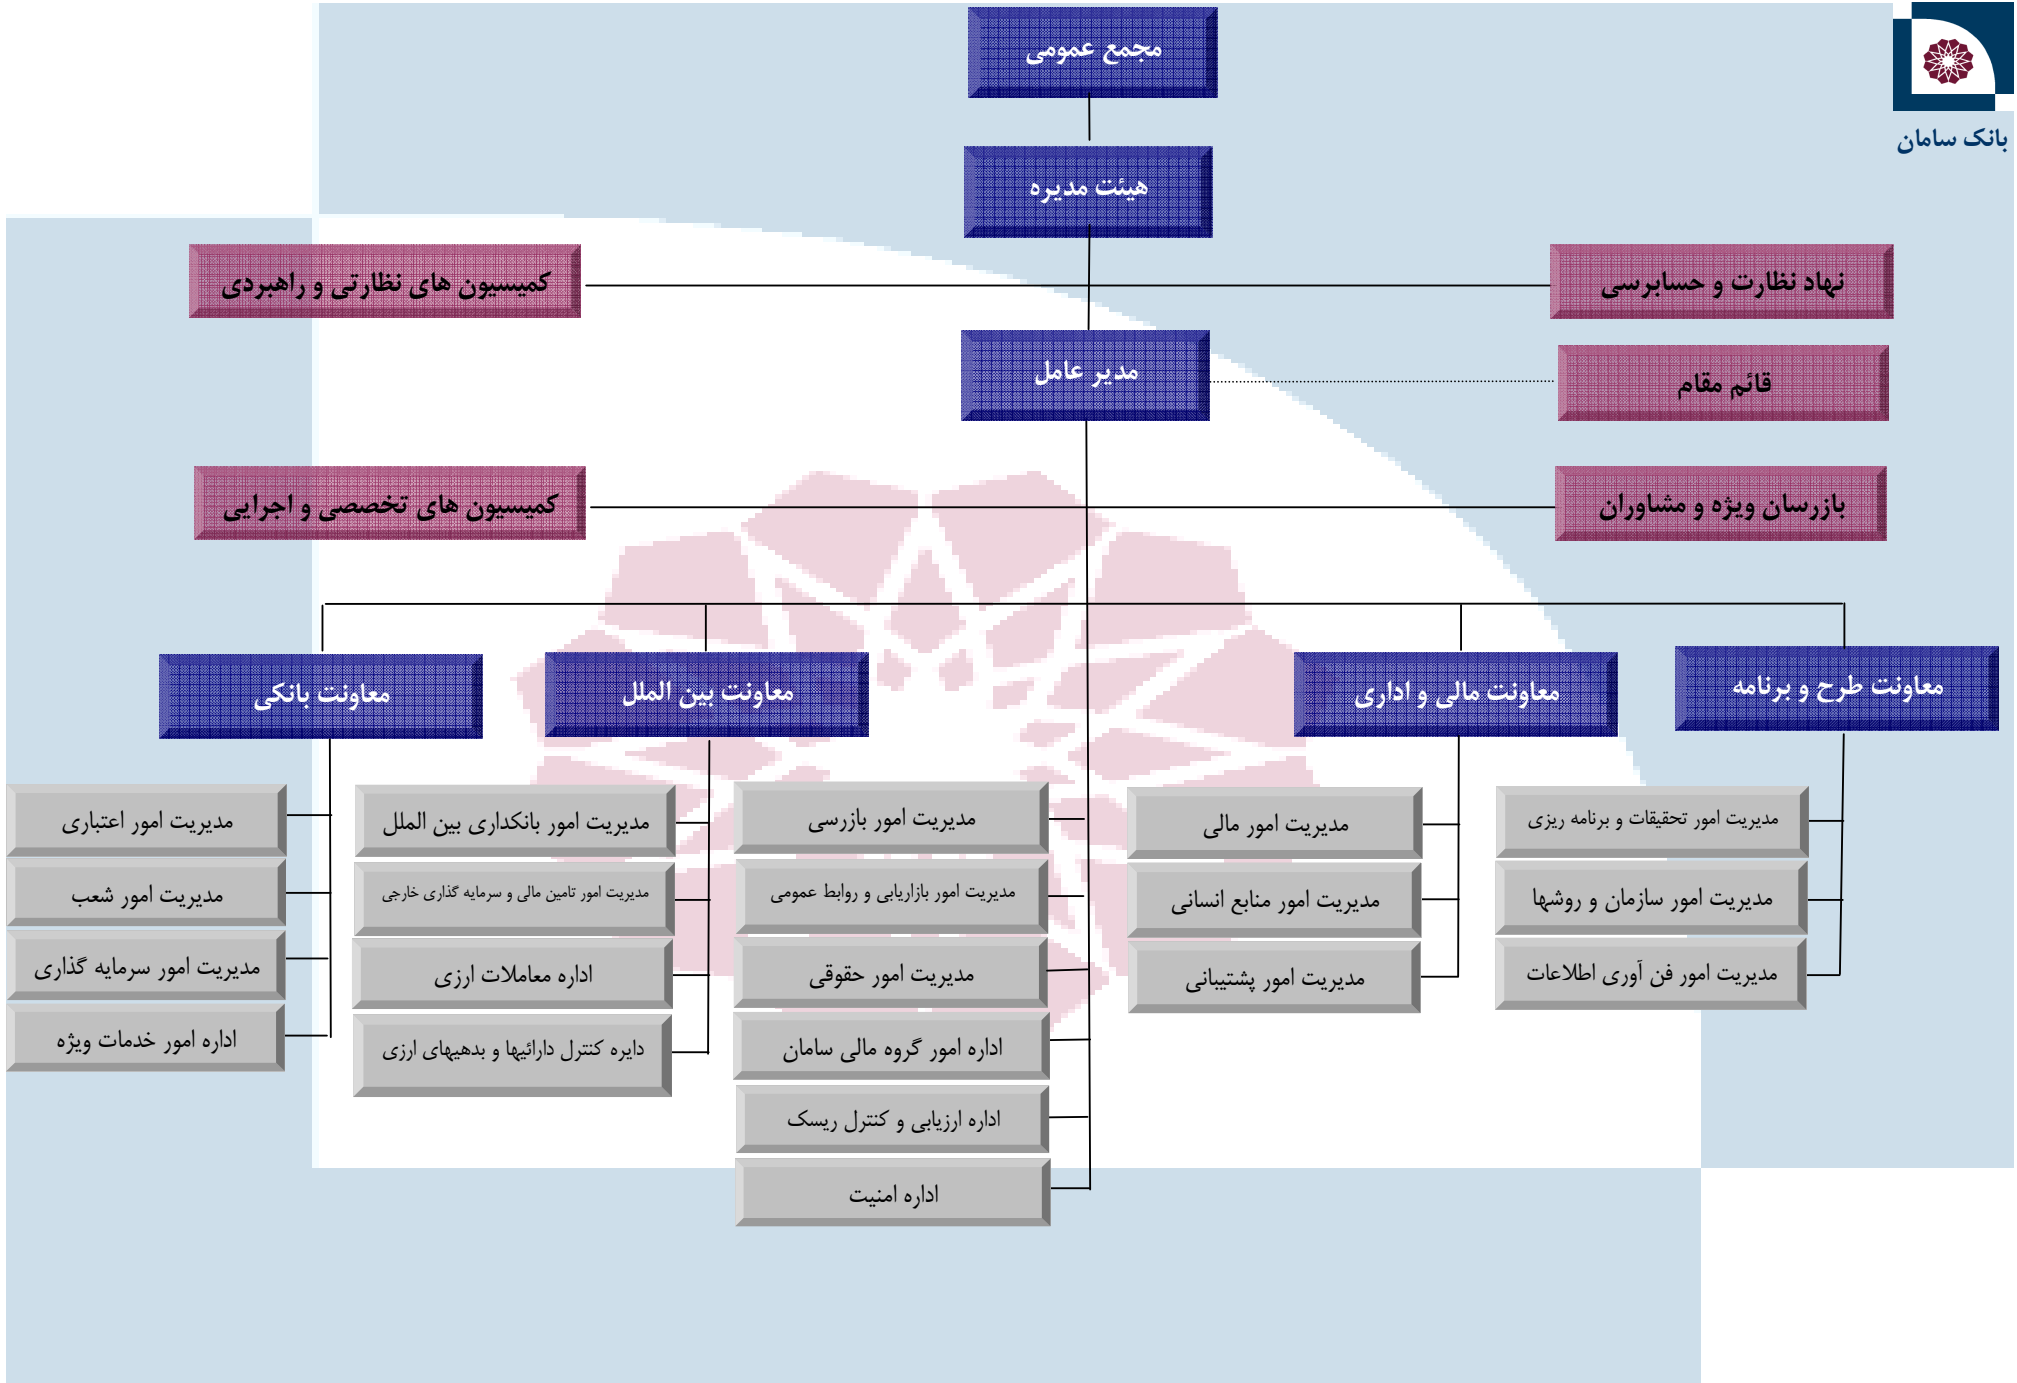 بانک سامان
مجمع عمومی
هیئت مدیره
نهاد نظارت و حسابرسی
کمیسیون های نظارتی و راهبردی
مدیر عامل
قائم مقام
بازرسان ویژه و مشاوران
کمیسیون های تخصصی و اجرایی
معاونت طرح و برنامه
معاونت مالی و اداری
معاونت بین الملل
معاونت بانکی
مدیریت امور تحقیقات و برنامه ریزی
مدیریت امور سازمان و روشها
مدیریت امور فن آوری اطلاعات
مدیریت امور مالی
مدیریت امور منابع انسانی
مدیریت امور پشتیبانی
مدیریت امور بازرسی
مدیریت امور بازاریابی و روابط عمومی
مدیریت امور حقوقی
اداره امور گروه مالی سامان
اداره ارزیابی و کنترل ریسک
اداره امنیت
مدیریت امور بانکداری بین الملل
مدیریت امور تامین مالی و سرمایه گذاری خارجی
اداره معاملات ارزی
دایره کنترل دارائیها و بدهیهای ارزی
مدیریت امور اعتباری
مدیریت امور شعب
مدیریت امور سرمایه گذاری
اداره امور خدمات ویژه